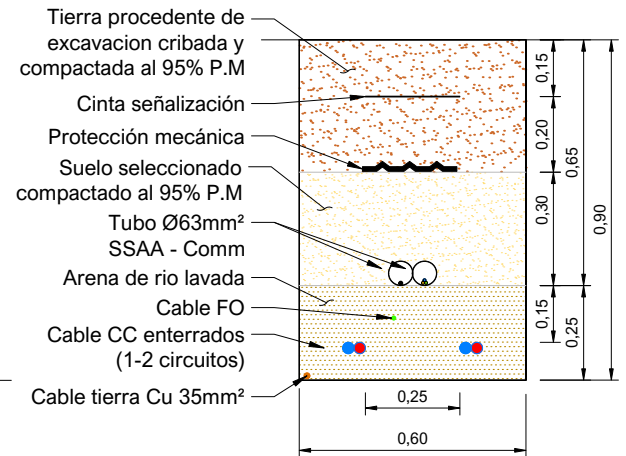 Tierra procedente de
excavacion cribada y
compactada al 95% P.M
Cinta señalización
Protección mecánica
Suelo seleccionado
compactado al 95% P.M
Tubo Ø63mm²
SSAA - Comm
Arena de rio lavada
Cable FO
Cable CC enterrados
(1-2 circuitos)
Cable tierra Cu 35mm²
0,15
0,20
0,65
0,30
0,90
0,15
0,25
0,25
0,60